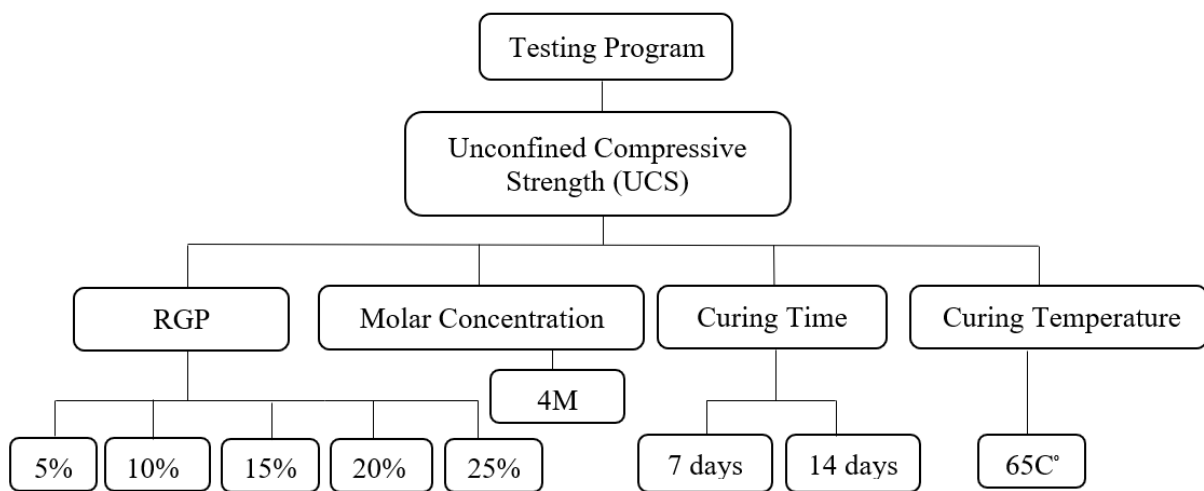 Testing Program
Unconfined Compressive
Strength (UCS)
RGP
Molar Concentration
Curing Time
Curing Temperature
4M
5%
10%
15%
20%
25%
7 days
14 days
65C°